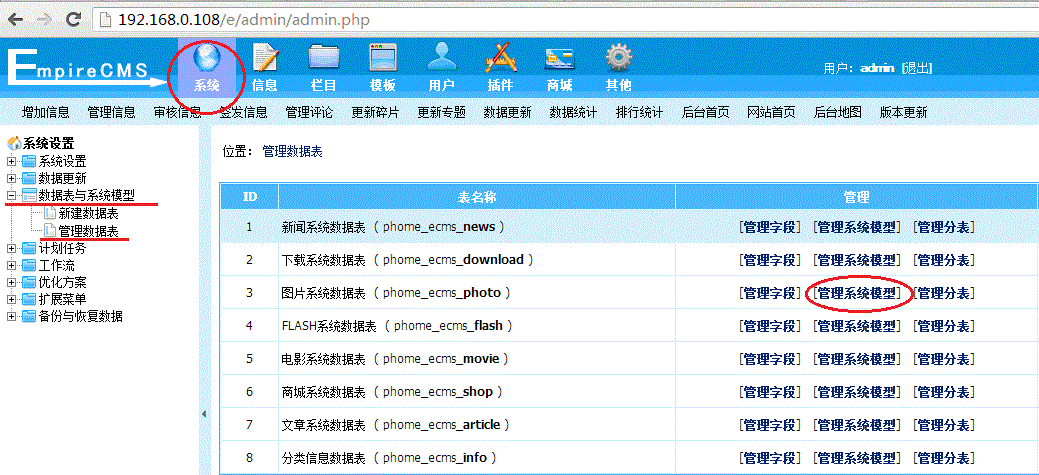 192.168.0.108/e/admin/admin.php
EmpireCMS
系统 信息 栏目 模板 用户 插件 商城 其他
用户：admin [退出]
增加信息 管理信息 审核信息 签发信息 管理评论 更新碎片 更新专题 数据更新 数据统计 排行统计 后台首页 网站首页 后台地图 版本更新
系统设置
系统设置
数据更新
数据表与系统模型
新建数据表
管理数据表
计划任务
工作流
优化方案
扩展菜单
备份与恢复数据
位置： 管理数据表
ID 表名称 管理
1 新闻系统数据表 ( phome_ecms_news ) [管理字段] [管理系统模型] [管理分表]
2 下载系统数据表 ( phome_ecms_download ) [管理字段] [管理系统模型] [管理分表]
3 图片系统数据表 ( phome_ecms_photo ) [管理字段] [管理系统模型] [管理分表]
4 FLASH系统数据表 ( phome_ecms_flash ) [管理字段] [管理系统模型] [管理分表]
5 电影系统数据表 ( phome_ecms_movie ) [管理字段] [管理系统模型] [管理分表]
6 商城系统数据表 ( phome_ecms_shop ) [管理字段] [管理系统模型] [管理分表]
7 文章系统数据表 ( phome_ecms_article ) [管理字段] [管理系统模型] [管理分表]
8 分类信息数据表 ( phome_ecms_info ) [管理字段] [管理系统模型] [管理分表]